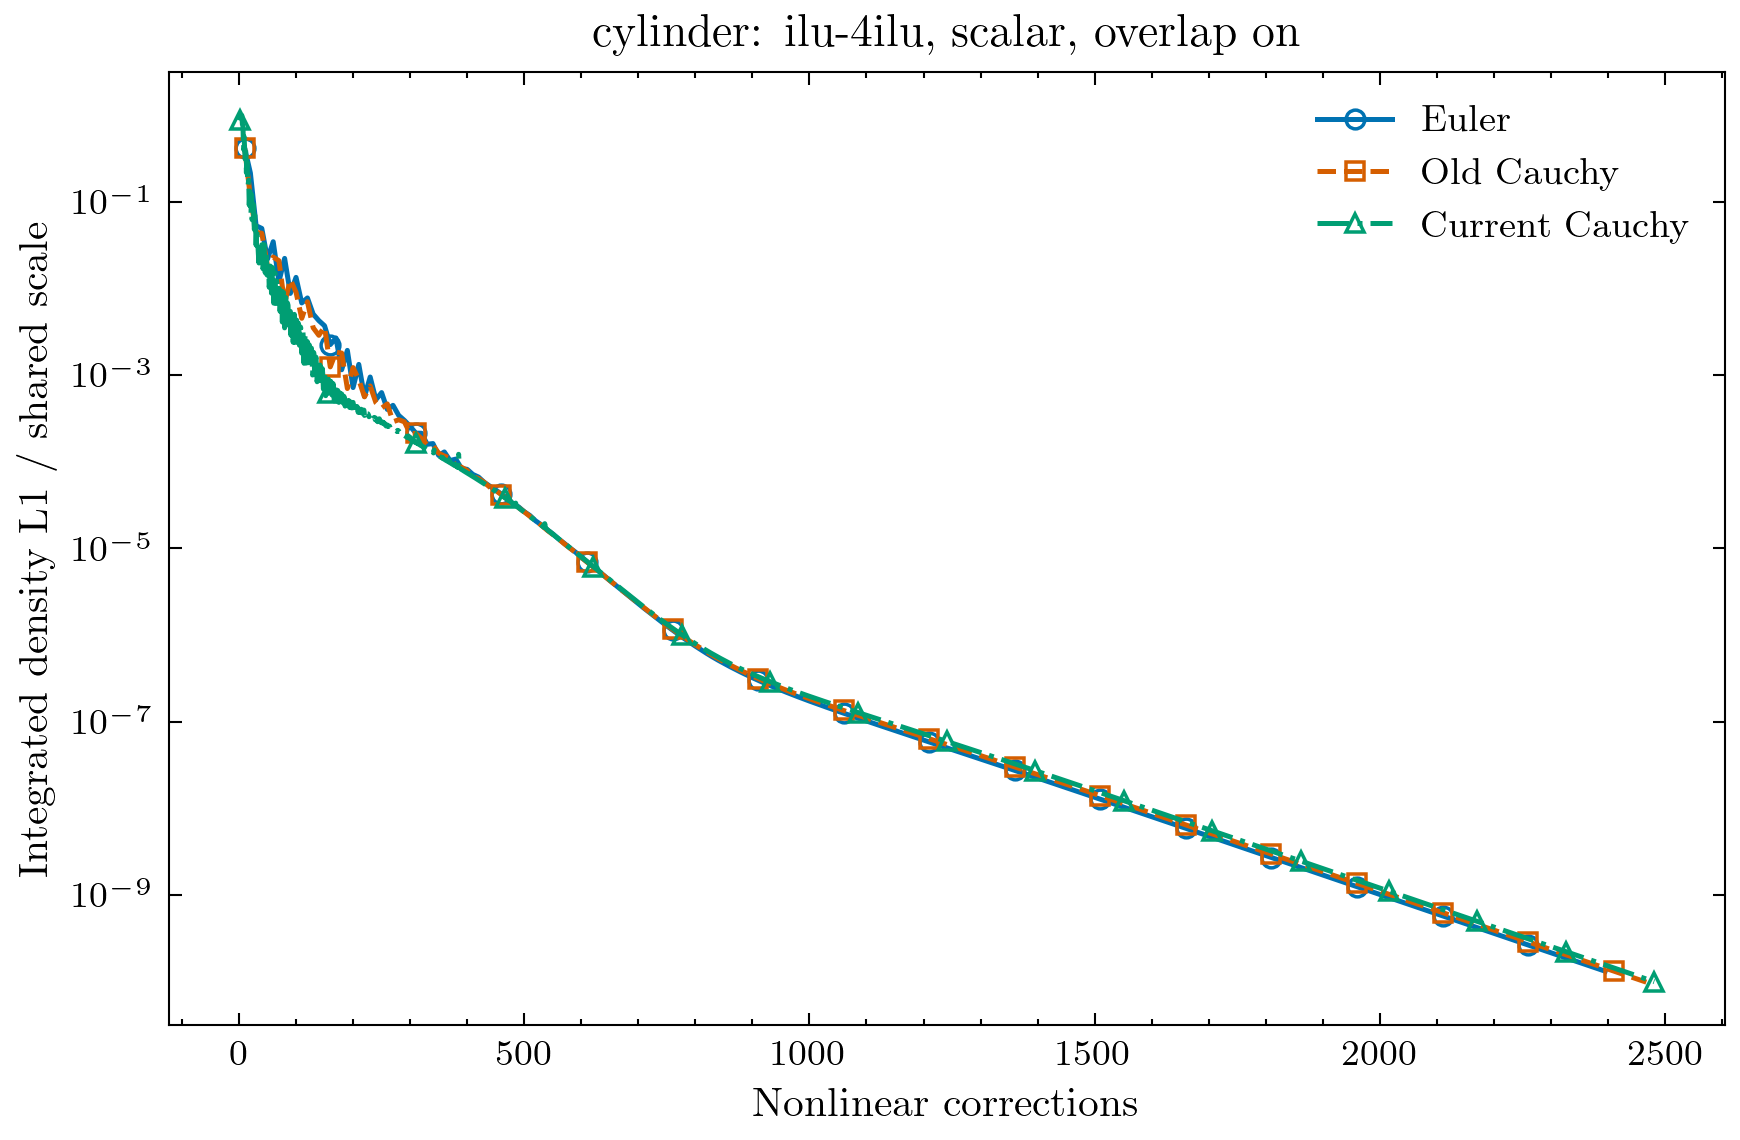 cylinder: ilu-4ilu, scalar, overlap on
Integrated density L1 / shared scale
10⁻¹
10⁻³
10⁻⁵
10⁻⁷
10⁻⁹
Euler
Old Cauchy
Current Cauchy
0 500 1000 1500 2000 2500
Nonlinear corrections